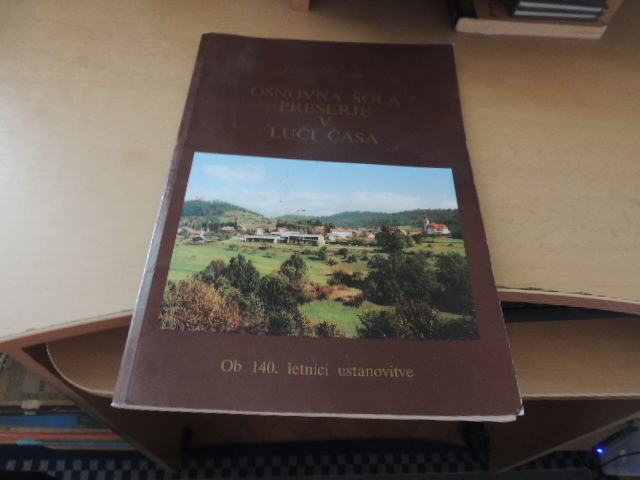 OSNOVNA ŠOLA
PRESERJE
V
LUČI ČASA
Ob 140. letnici ustanovitve